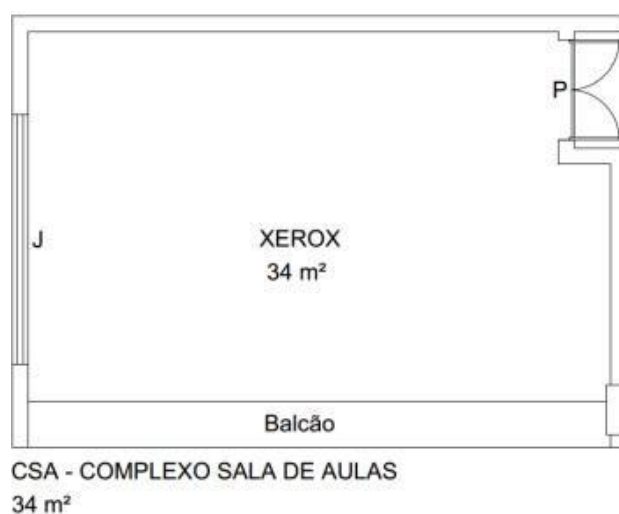 P
J
XEROX
34 m²
Balcão
CSA - COMPLEXO SALA DE AULAS
34 m²